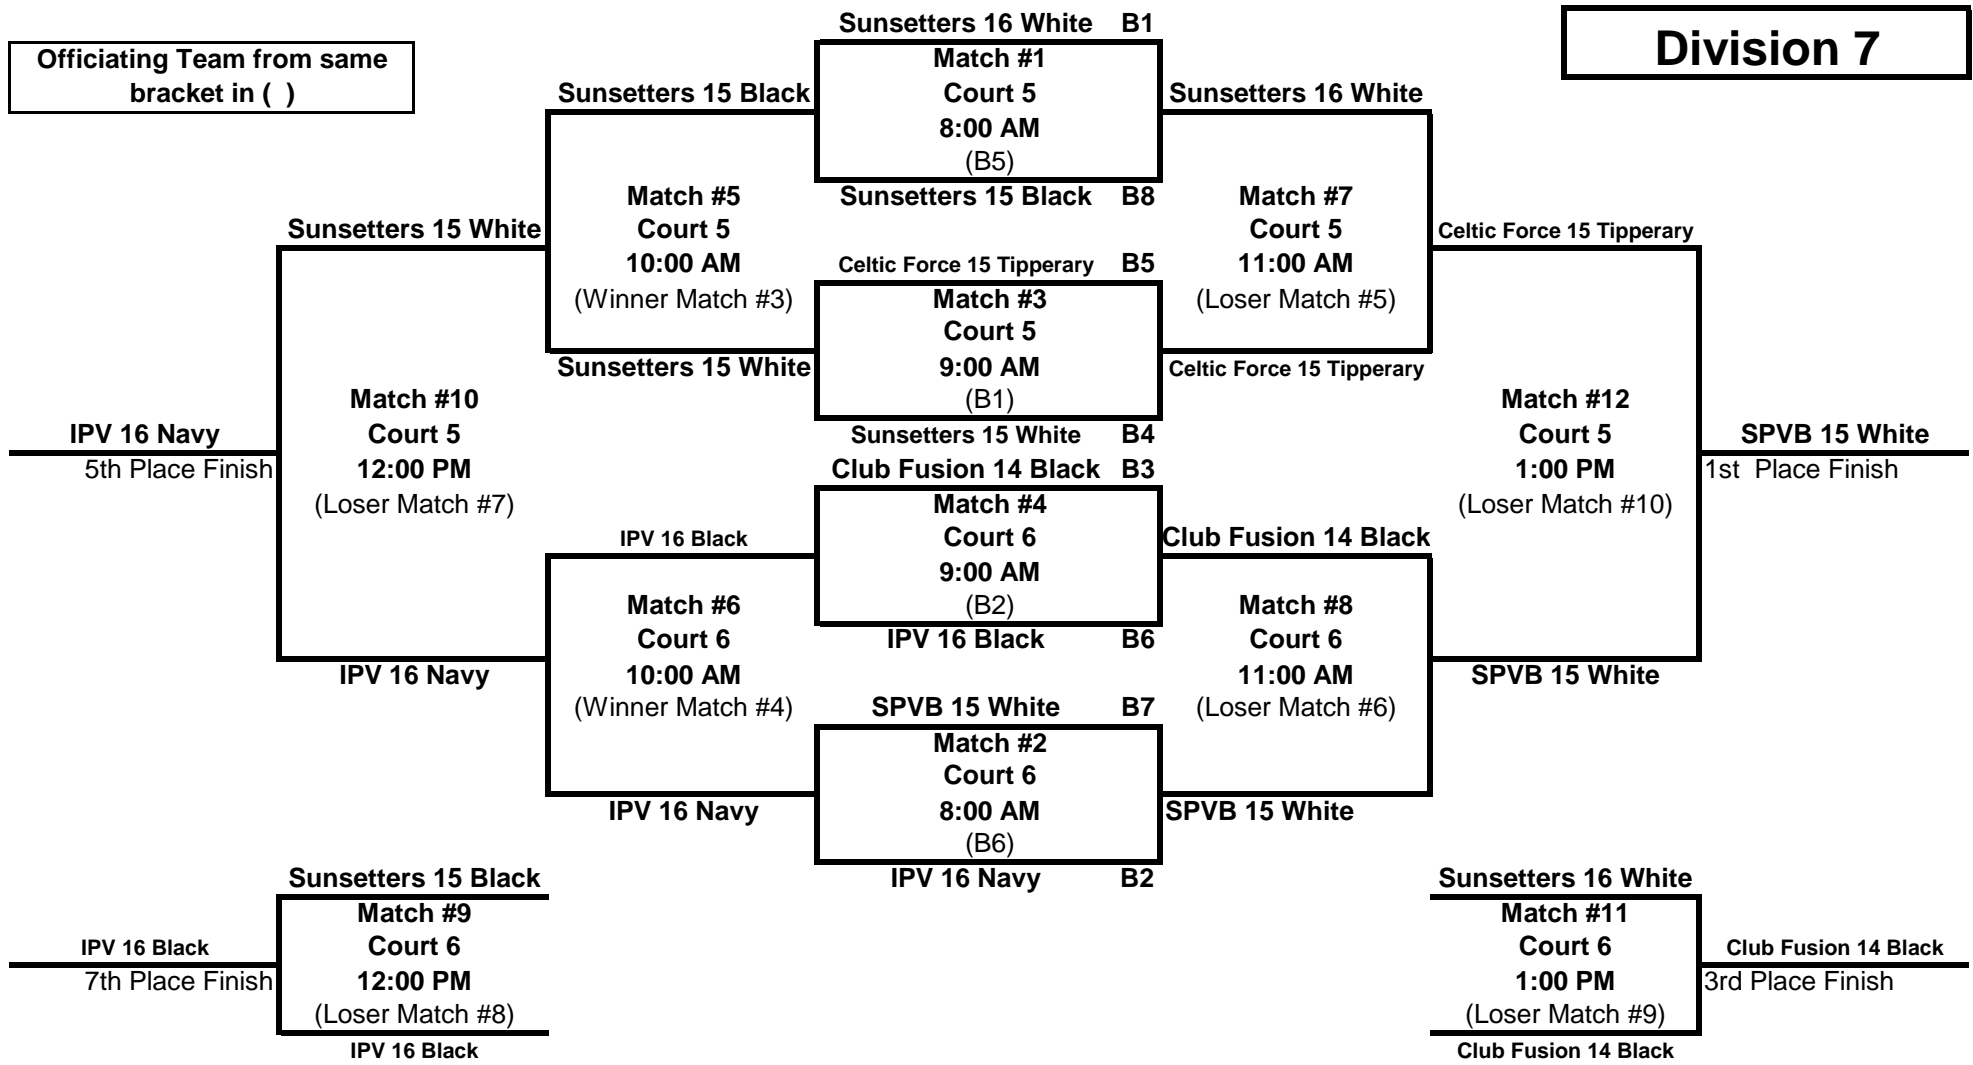 Sunsetters 16 White B1
Division 7
Officiating Team from same
bracket in ( )
Match #1
Court 5
8:00 AM
(B5)
Sunsetters 15 Black
Sunsetters 16 White
Sunsetters 15 Black B8
Match #5
Court 5
10:00 AM
(Winner Match #3)
Match #7
Court 5
11:00 AM
(Loser Match #5)
Sunsetters 15 White
Celtic Force 15 Tipperary
Celtic Force 15 Tipperary B5
Match #3
Court 5
9:00 AM
(B1)
Sunsetters 15 White
Celtic Force 15 Tipperary
Sunsetters 15 White B4
Match #10
Court 5
12:00 PM
(Loser Match #7)
Match #12
Court 5
1:00 PM
(Loser Match #10)
IPV 16 Navy
5th Place Finish
SPVB 15 White
1st Place Finish
Club Fusion 14 Black B3
Match #4
Court 6
9:00 AM
(B2)
IPV 16 Black
Club Fusion 14 Black
IPV 16 Black B6
Match #6
Court 6
10:00 AM
(Winner Match #4)
Match #8
Court 6
11:00 AM
(Loser Match #6)
IPV 16 Navy
SPVB 15 White
SPVB 15 White B7
Match #2
Court 6
8:00 AM
(B6)
IPV 16 Navy
SPVB 15 White
IPV 16 Navy B2
Sunsetters 15 Black
Match #9
Court 6
12:00 PM
(Loser Match #8)
IPV 16 Black
IPV 16 Black
7th Place Finish
Sunsetters 16 White
Match #11
Court 6
1:00 PM
(Loser Match #9)
Club Fusion 14 Black
Club Fusion 14 Black
3rd Place Finish